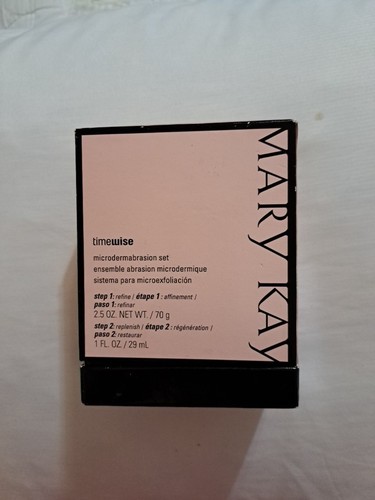 MARY KAY
timewise
microdermabrasion set
ensemble abrasion microdermique
sistema para microexfoliación
step 1: refine / étape 1 : affinement /
paso 1: refinar
2.5 OZ. NET WT. / 70 g
step 2: replenish / étape 2 : régénération /
paso 2: restaurar
1 FL. OZ. / 29 mL